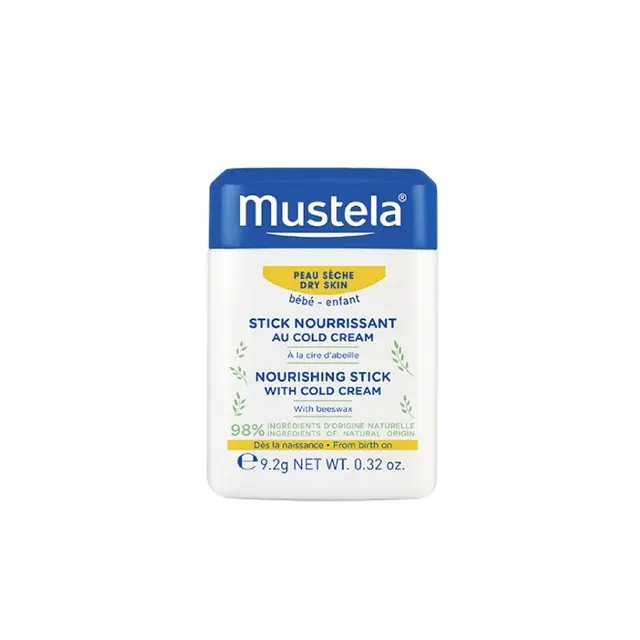 mustela®
PEAU SÈCHE
DRY SKIN
bébé - enfant
STICK NOURRISSANT
AU COLD CREAM
À la cire d'abeille
NOURISHING STICK
WITH COLD CREAM
With beeswax
98% INGRÉDIENTS D'ORIGINE NATURELLE
INGREDIENTS OF NATURAL ORIGIN
Dès la naissance • From birth on
℮9.2g NET WT. 0.32 oz.